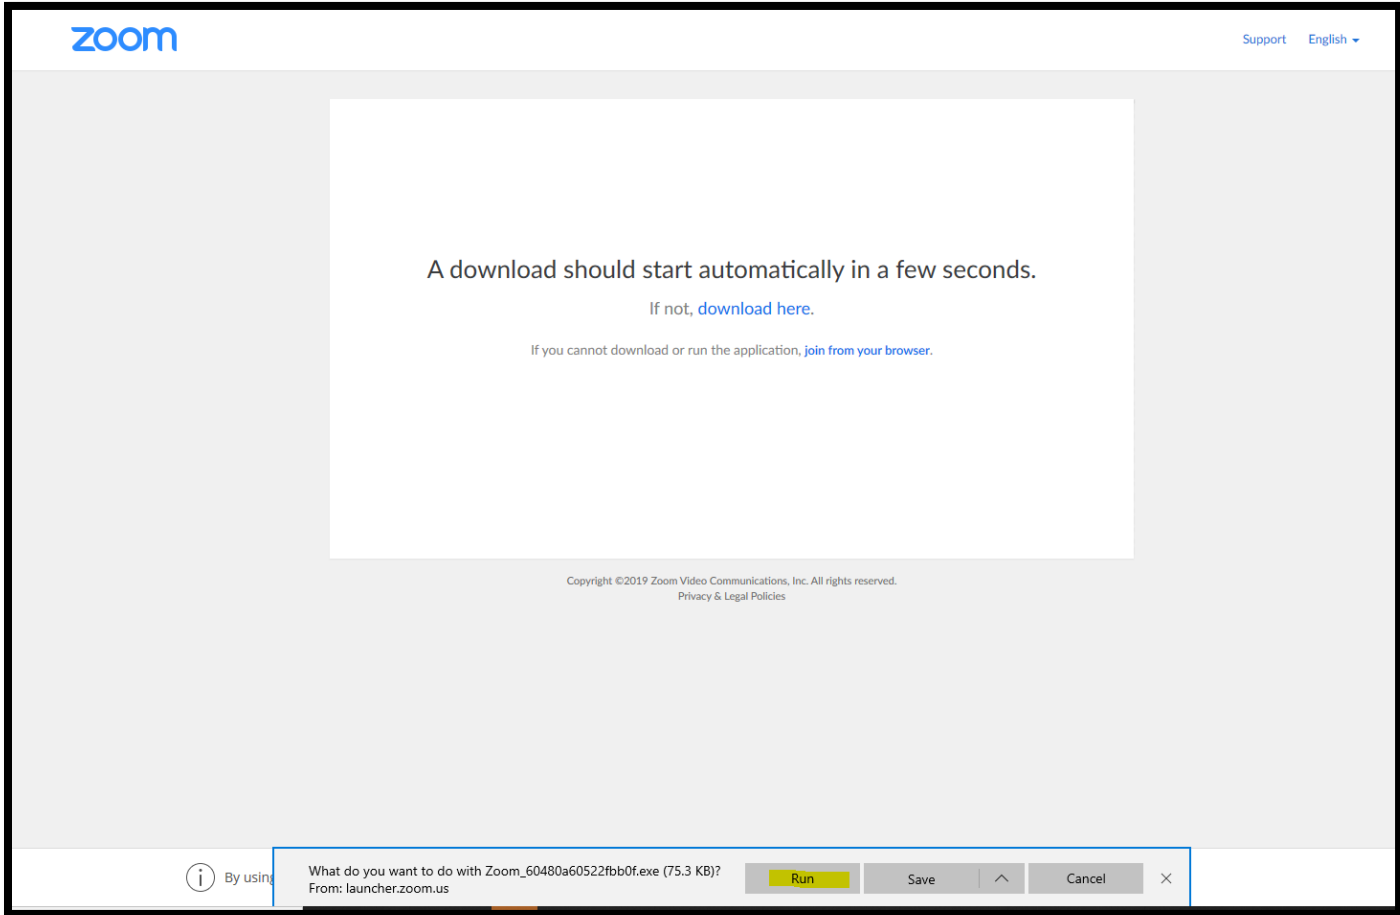 zoom
Support English
A download should start automatically in a few seconds.
If not, download here.
If you cannot download or run the application, join from your browser.
Copyright ©2019 Zoom Video Communications, Inc. All rights reserved.
Privacy & Legal Policies
By using
What do you want to do with Zoom_60480a60522fbb0f.exe (75.3 KB)?
From: launcher.zoom.us
Run Save Cancel